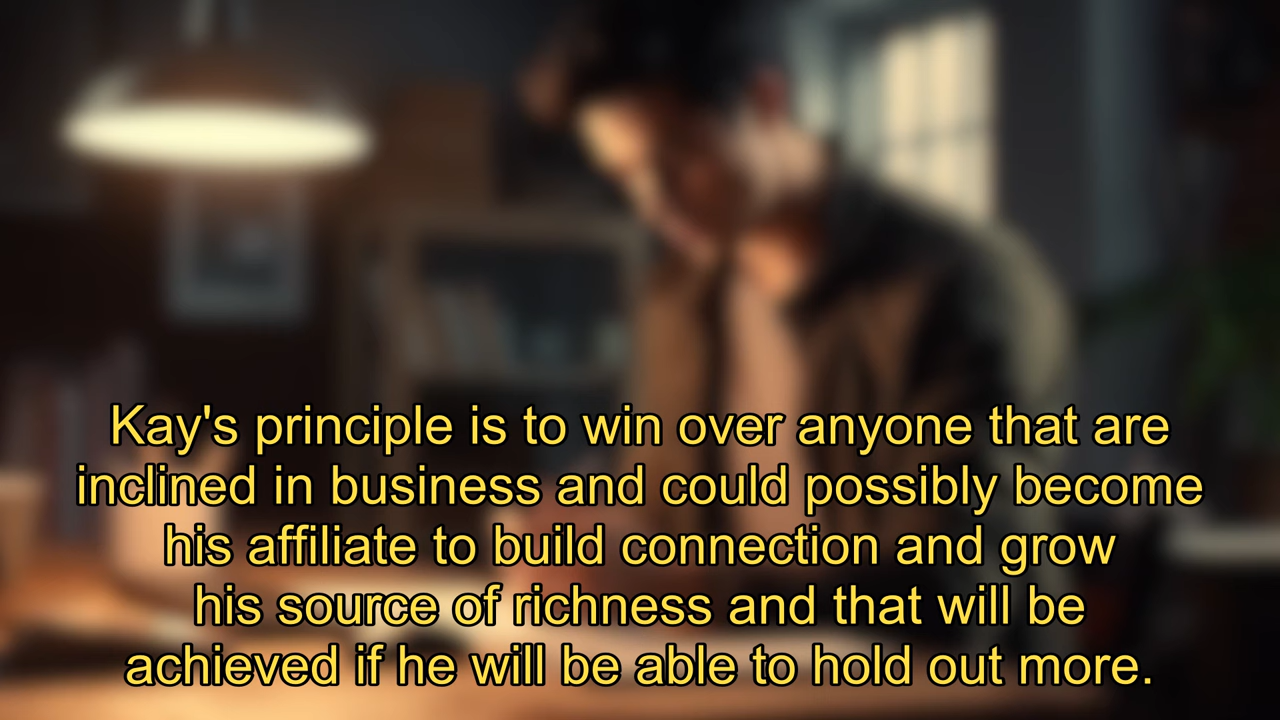 Kay's principle is to win over anyone that are
inclined in business and could possibly become
his affiliate to build connection and grow
his source of richness and that will be
achieved if he will be able to hold out more.